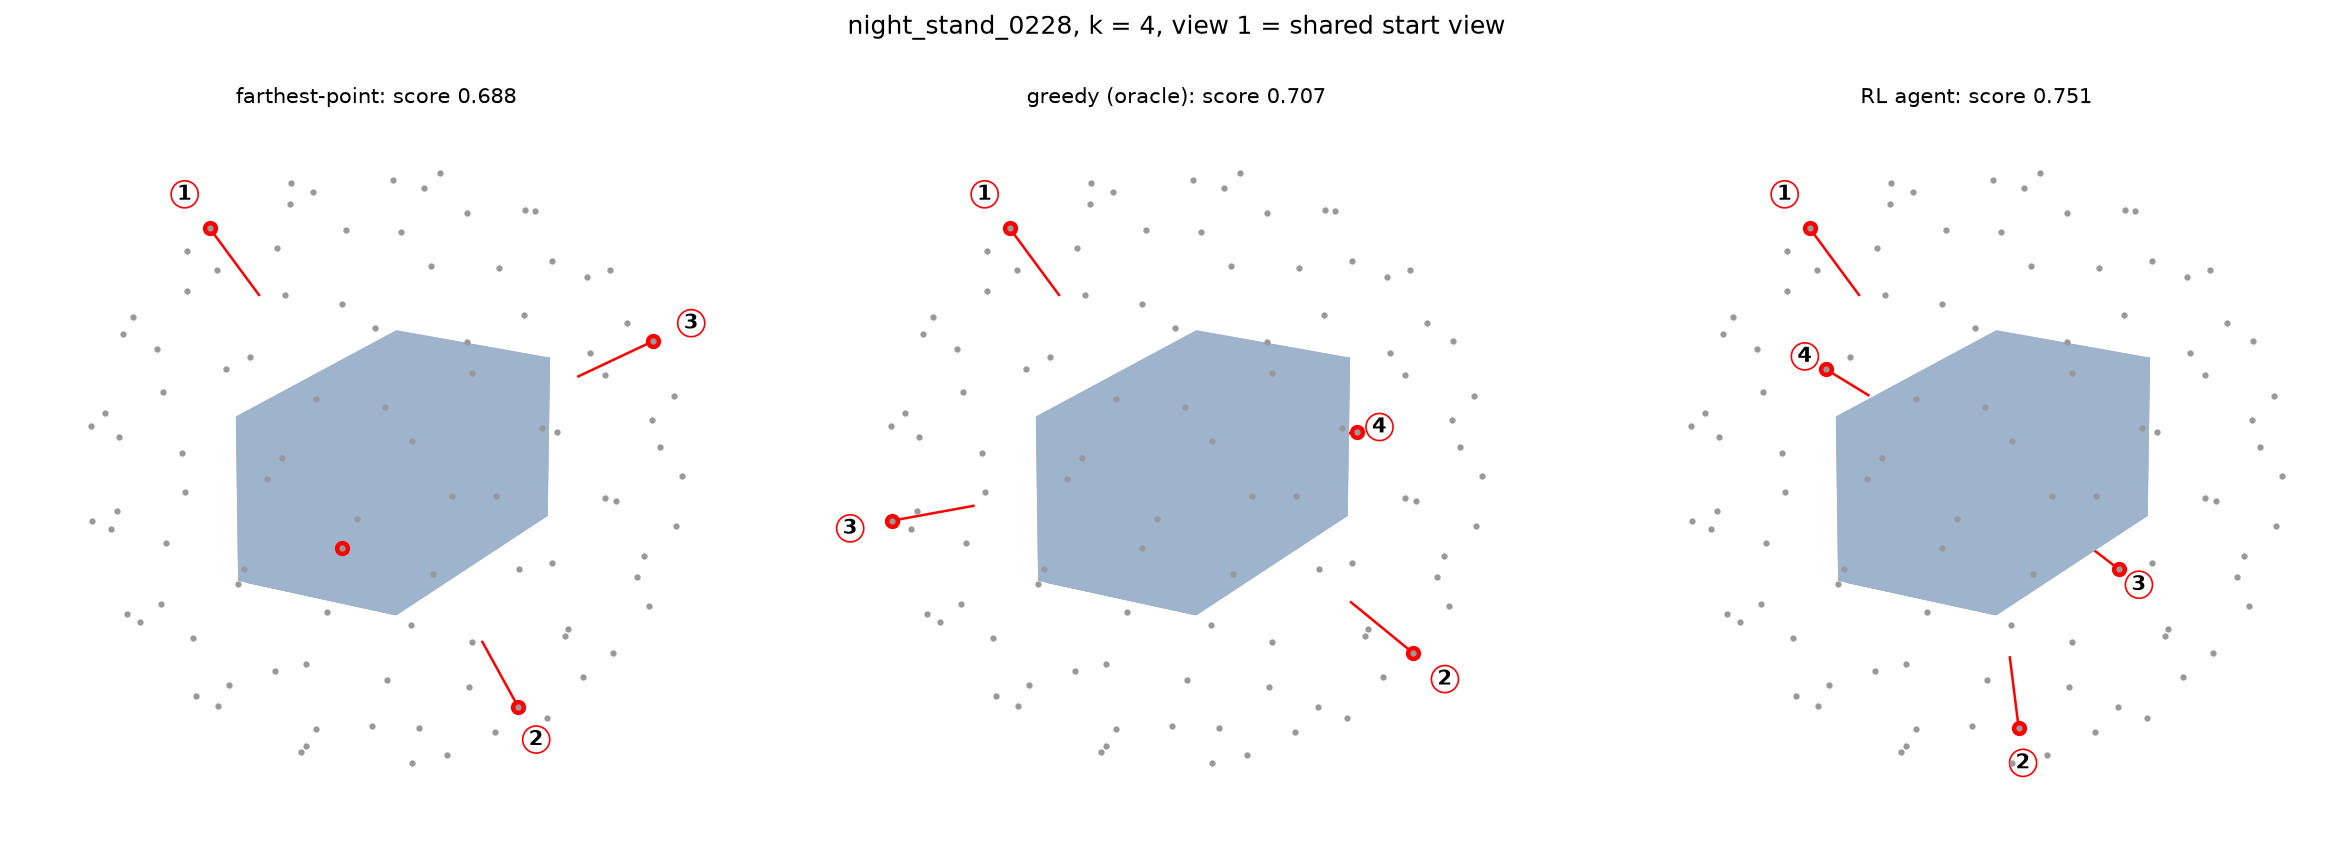 night_stand_0228, k = 4, view 1 = shared start view
farthest-point: score 0.688
1
3
2
greedy (oracle): score 0.707
1
4
3
2
RL agent: score 0.751
1
4
3
2